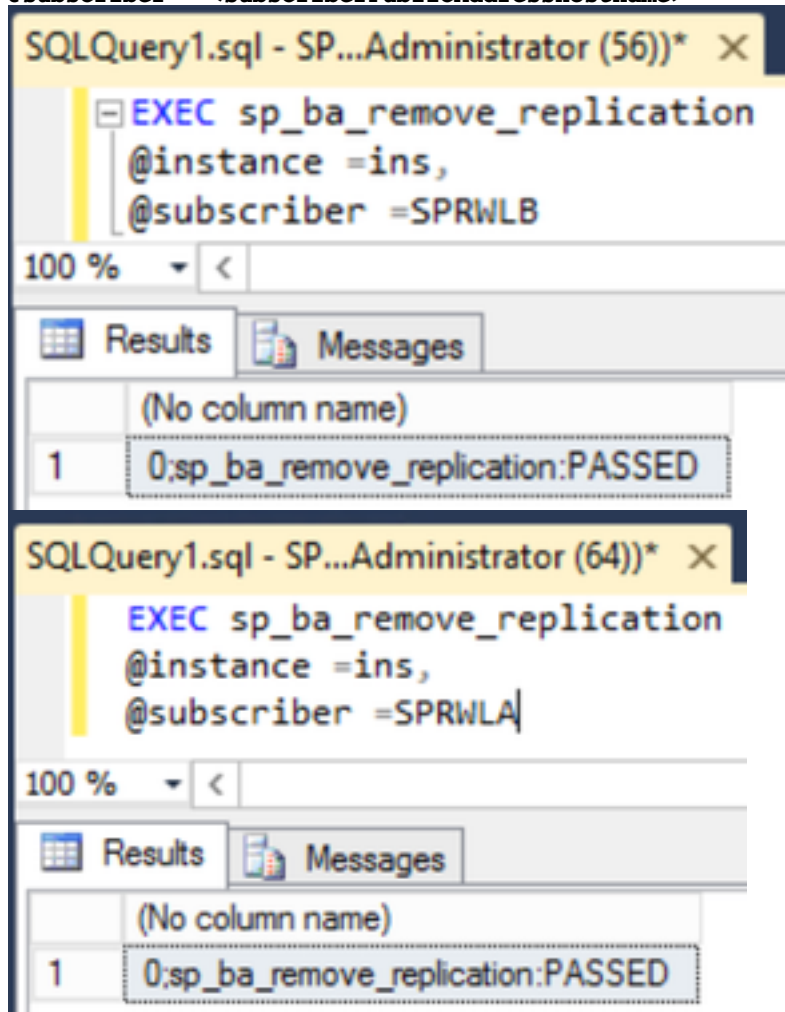 @subscriber = <subscriberPublicAddressHostname>
SQLQuery1.sql - SP...Administrator (56))* ×
EXEC sp_ba_remove_replication
@instance =ins,
@subscriber =SPRWLB
100 %
Results Messages
(No column name)
1 0;sp_ba_remove_replication:PASSED
SQLQuery1.sql - SP...Administrator (64))* ×
EXEC sp_ba_remove_replication
@instance =ins,
@subscriber =SPRWLA
100 %
Results Messages
(No column name)
1 0;sp_ba_remove_replication:PASSED